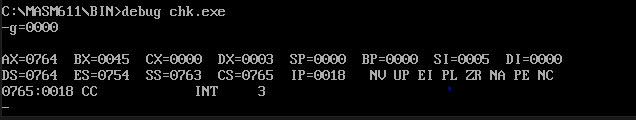 C:\MASM611\BIN>debug chk.exe
-g=0000
AX=0764 BX=0045 CX=0000 DX=0003 SP=0000 BP=0000 SI=0005 DI=0000
DS=0764 ES=0754 SS=0763 CS=0765 IP=0018 NV UP EI PL ZR NA PE NC
0765:0018 CC INT 3
-